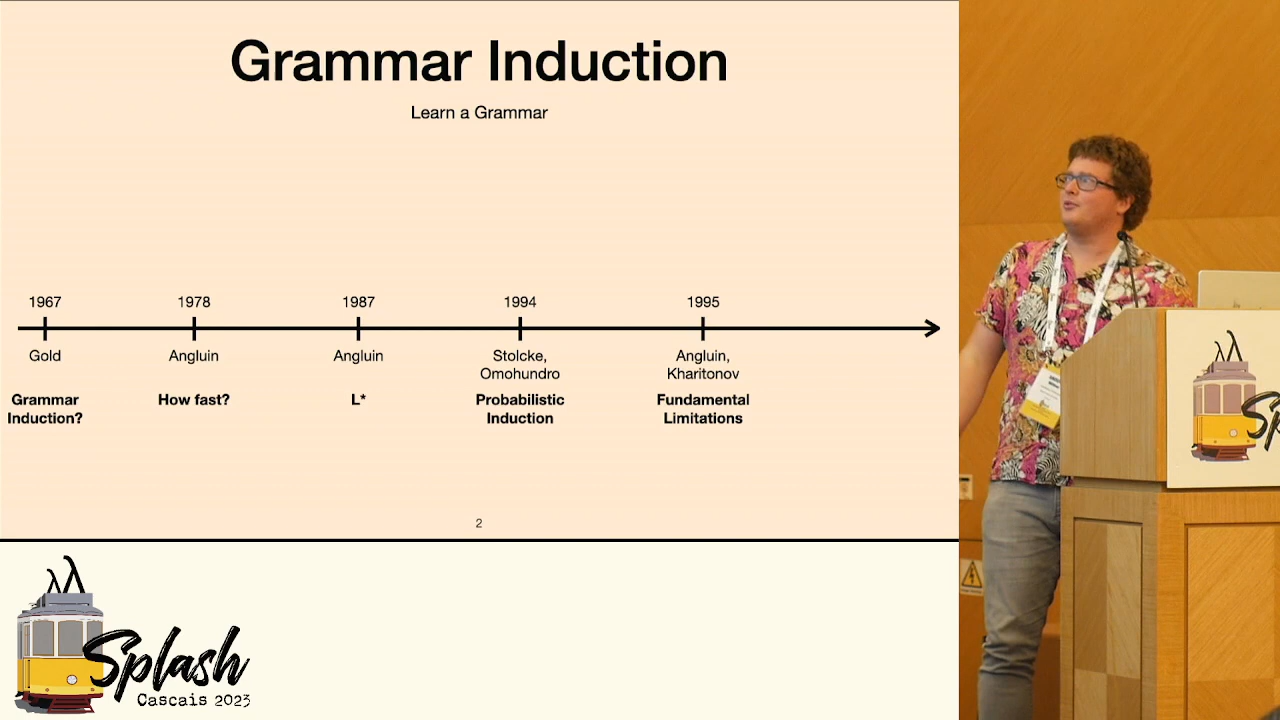 Grammar Induction
Learn a Grammar
1967
1978
1987
1994
1995
Gold
Angluin
Angluin
Stolcke,
Omohundro
Angluin,
Kharitonov
Grammar
Induction?
How fast?
L*
Probabilistic
Induction
Fundamental
Limitations
2
Splash
Cascais 2023